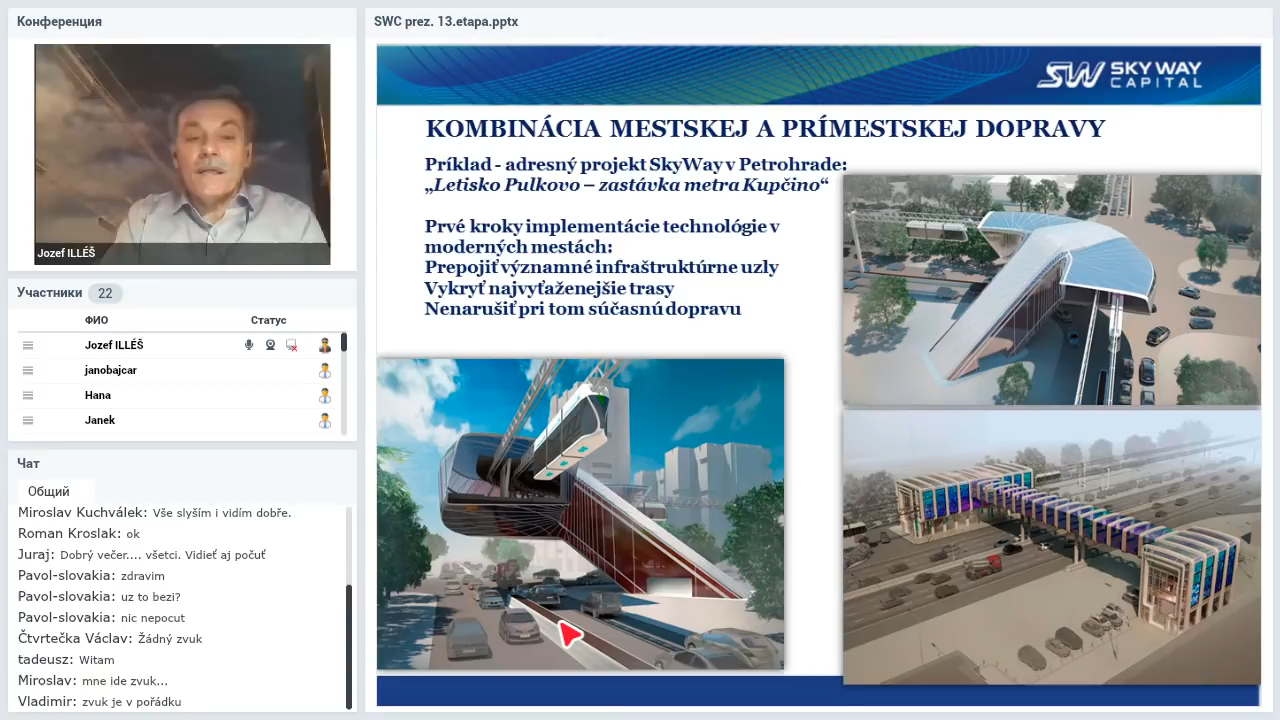 Конференция
Jozef ILLÉŠ
Участники 22
ФИО Статус
Jozef ILLÉŠ
janobajcar
Hana
Janek
Чат
Общий
Miroslav Kuchválek: Vše slyším i vidím dobře.
Roman Kroslak: ok
Juraj: Dobrý večer.... všetci. Vidieť aj počuť
Pavol-slovakia: zdravim
Pavol-slovakia: uz to bezi?
Pavol-slovakia: nic nepocut
Čtvrtečka Václav: Žádný zvuk
tadeusz: Witam
Miroslav: mne ide zvuk...
Vladimir: zvuk je v pořádku
SWC prez. 13.etapa.pptx
SW SKY WAY
CAPITAL
KOMBINÁCIA MESTSKEJ A PRÍMESTSKEJ DOPRAVY
Príklad - adresný projekt SkyWay v Petrohrade:
„Letisko Pulkovo – zastávka metra Kupčino“
Prvé kroky implementácie technológie v
moderných mestách:
Prepojiť významné infraštruktúrne uzly
Vykryť najvyťaženejšie trasy
Nenarušiť pri tom súčasnú dopravu